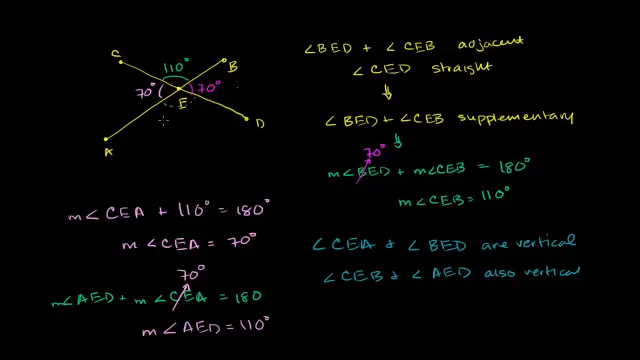 C
B
110°
70°
70°
E
D
A
∠BED + ∠CEB adjacent
∠CED straight
∠BED + ∠CEB supplementary
70°
m∠BED + m∠CEB = 180°
m∠CEB = 110°
∠CEA & ∠BED are vertical
∠CEB & ∠AED also vertical
m∠CEA + 110° = 180°
m∠CEA = 70°
70°
m∠AED + m∠CEA = 180
m∠AED = 110°